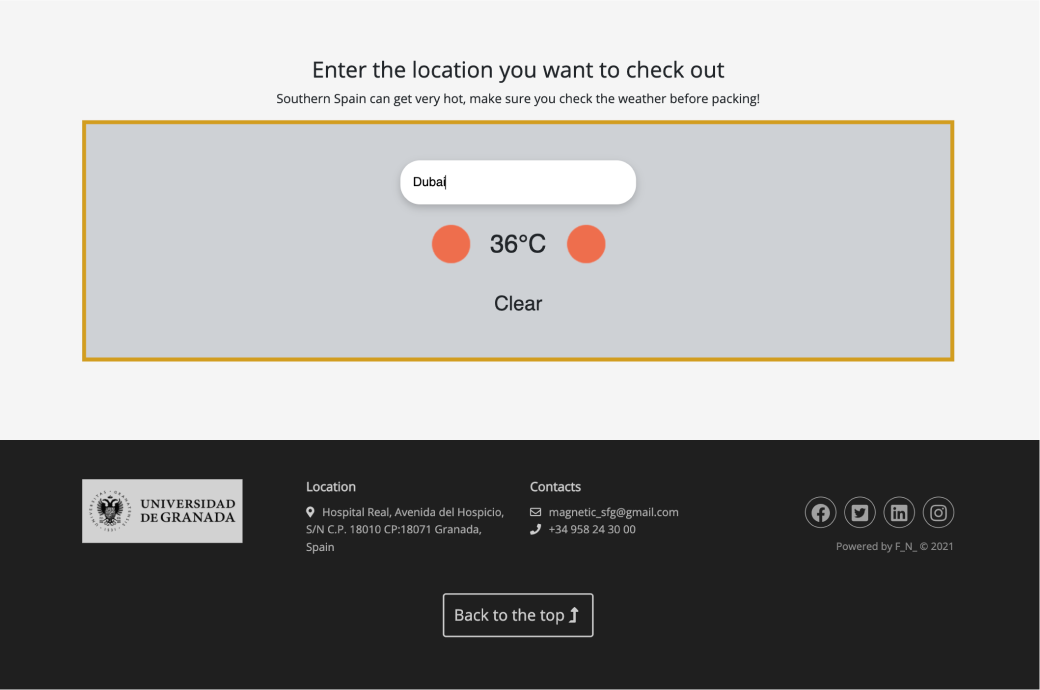 Enter the location you want to check out
Southern Spain can get very hot, make sure you check the weather before packing!
Dubai
36°C
Clear
UNIVERSIDAD
DE GRANADA
Location
Hospital Real, Avenida del Hospicio,
S/N C.P. 18010 CP:18071 Granada,
Spain
Contacts
magnetic_sfg@gmail.com
+34 958 24 30 00
Powered by F_N_ © 2021
Back to the top